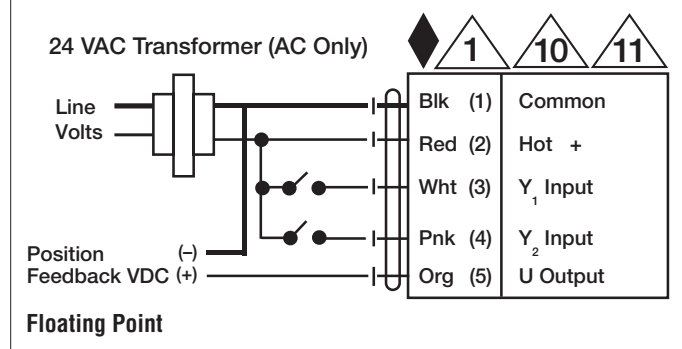 24 VAC Transformer (AC Only)
1 10 11
Line
Volts
Blk (1) Common
Red (2) Hot +
Wht (3) Y1 Input
Pnk (4) Y2 Input
Org (5) U Output
Position (–)
Feedback VDC (+)
Floating Point